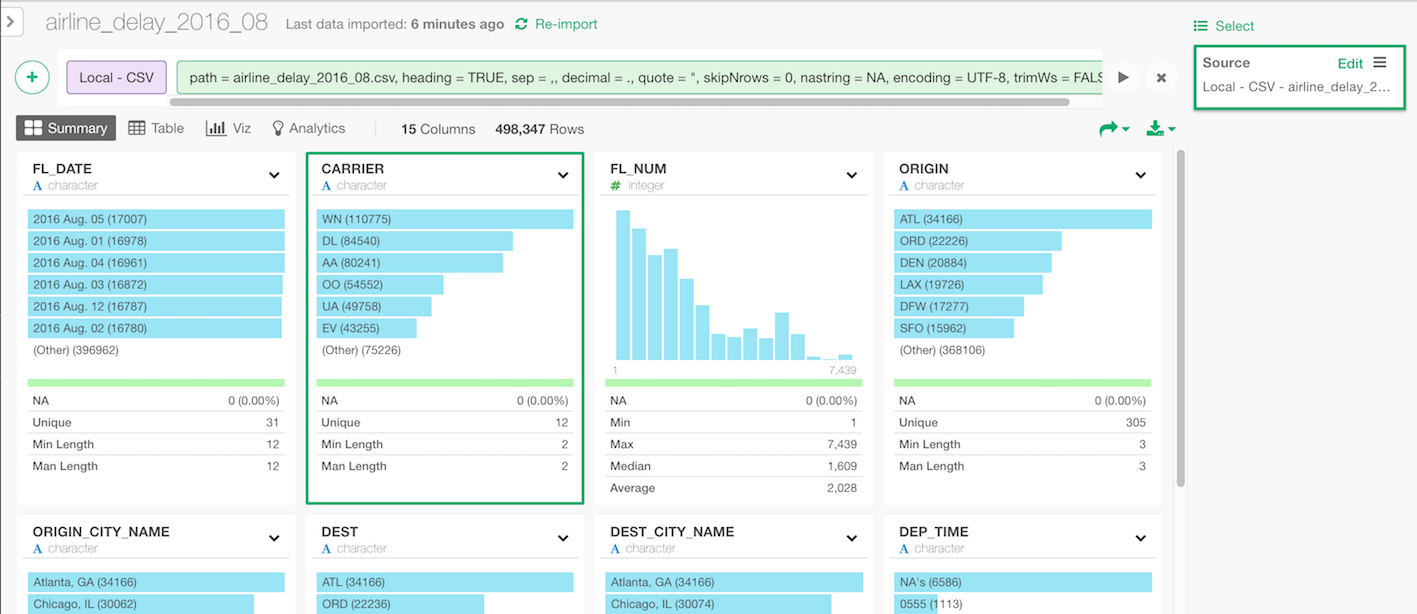 airline_delay_2016_08 Last data imported: 6 minutes ago Re-import
Select
Local - CSV path = airline_delay_2016_08.csv, heading = TRUE, sep = ,, decimal = ., quote = ", skipNrows = 0, nastring = NA, encoding = UTF-8, trimWs = FALS
Source Edit
Local - CSV - airline_delay_2...
Summary Table Viz Analytics 15 Columns 498,347 Rows
FL_DATE
A character
2016 Aug. 05 (17007)
2016 Aug. 01 (16978)
2016 Aug. 04 (16961)
2016 Aug. 03 (16872)
2016 Aug. 12 (16787)
2016 Aug. 02 (16780)
(Other) (396962)
NA 0 (0.00%)
Unique 31
Min Length 12
Man Length 12
CARRIER
A character
WN (110775)
DL (84540)
AA (80241)
OO (54552)
UA (49758)
EV (43255)
(Other) (75226)
NA 0 (0.00%)
Unique 12
Min Length 2
Man Length 2
FL_NUM
# integer
1 7,439
NA 0 (0.00%)
Min 1
Max 7,439
Median 1,609
Average 2,028
ORIGIN
A character
ATL (34166)
ORD (22226)
DEN (20884)
LAX (19726)
DFW (17277)
SFO (15962)
(Other) (368106)
NA 0 (0.00%)
Unique 305
Min Length 3
Man Length 3
ORIGIN_CITY_NAME
A character
Atlanta, GA (34166)
Chicago, IL (30062)
DEST
A character
ATL (34166)
ORD (22236)
DEST_CITY_NAME
A character
Atlanta, GA (34166)
Chicago, IL (30074)
DEP_TIME
A character
NA's (6586)
0555 (1113)